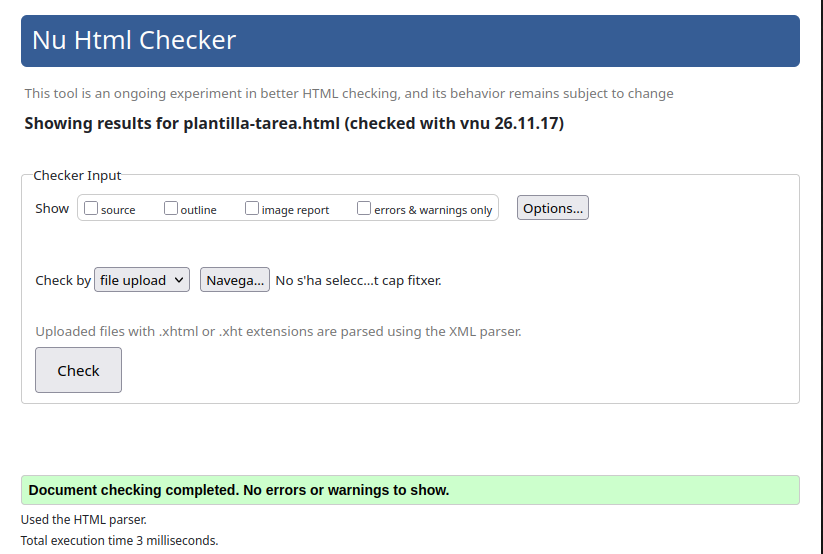 Nu Html Checker
This tool is an ongoing experiment in better HTML checking, and its behavior remains subject to change
Showing results for plantilla-tarea.html (checked with vnu 26.11.17)
Checker Input
Show source outline image report errors & warnings only Options...
Check by file upload Navega... No s'ha selecc...t cap fitxer.
Uploaded files with .xhtml or .xht extensions are parsed using the XML parser.
Check
Document checking completed. No errors or warnings to show.
Used the HTML parser.
Total execution time 3 milliseconds.